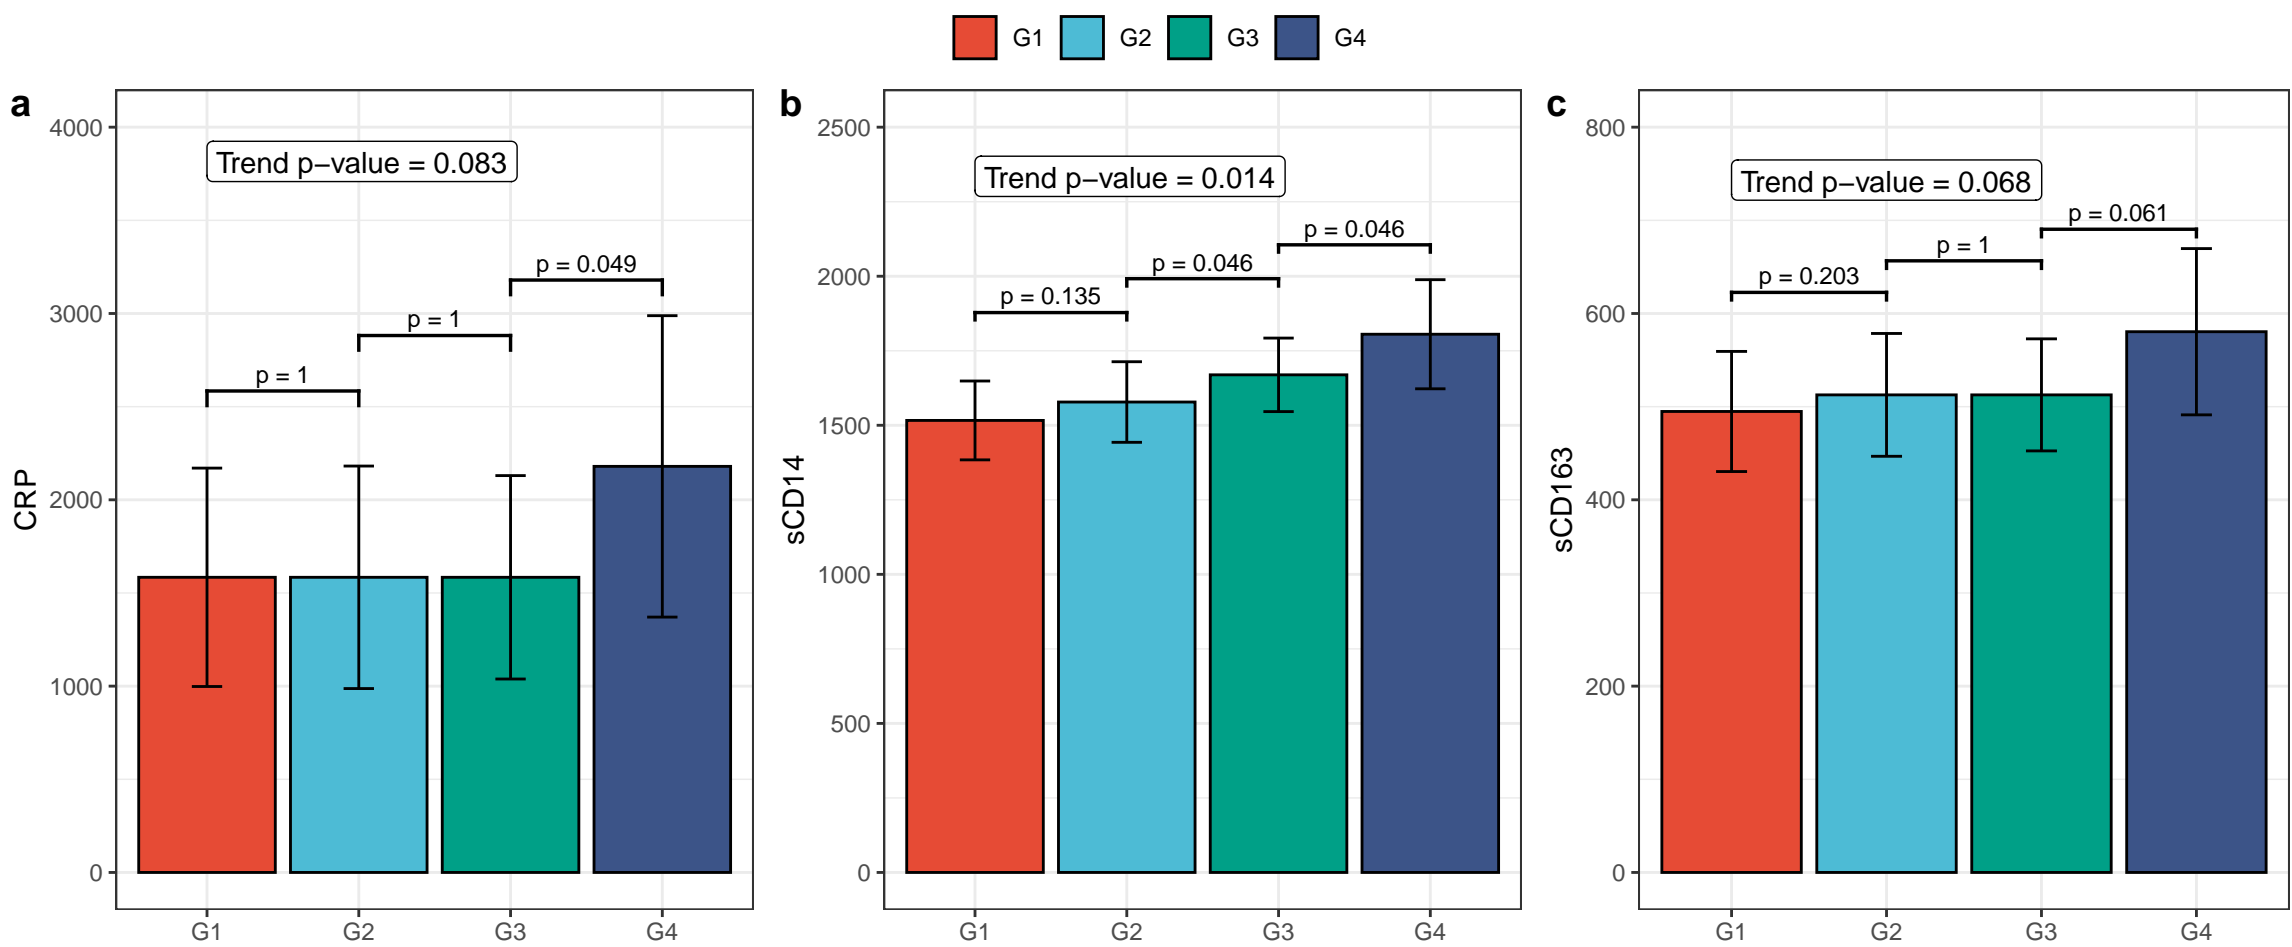 G1 G2 G3 G4
a
CRP
4000
3000
2000
1000
0
Trend p−value = 0.083
p = 0.049
p = 1
p = 1
G1 G2 G3 G4
b
sCD14
2500
2000
1500
1000
500
0
Trend p−value = 0.014
p = 0.046
p = 0.046
p = 0.135
G1 G2 G3 G4
c
sCD163
800
600
400
200
0
Trend p−value = 0.068
p = 0.061
p = 1
p = 0.203
G1 G2 G3 G4